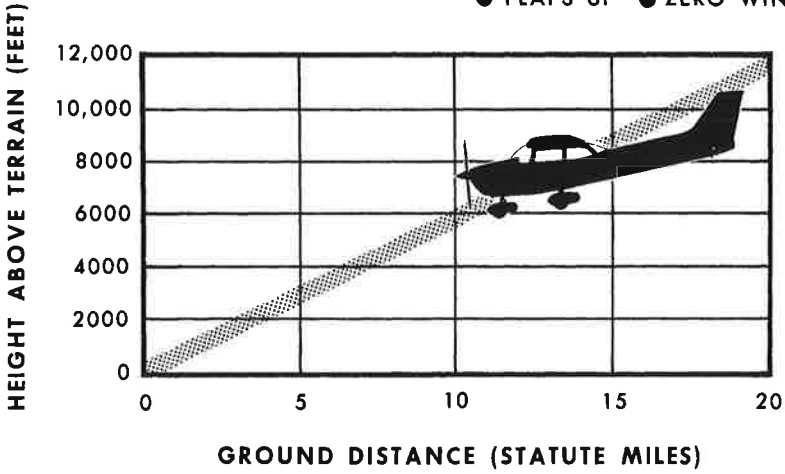 ● ZERO
HEIGHT ABOVE TERRAIN (FEET)
12,000
10,000
8000
6000
4000
2000
0
0 5 10 15 20
GROUND DISTANCE (STATUTE MILES)